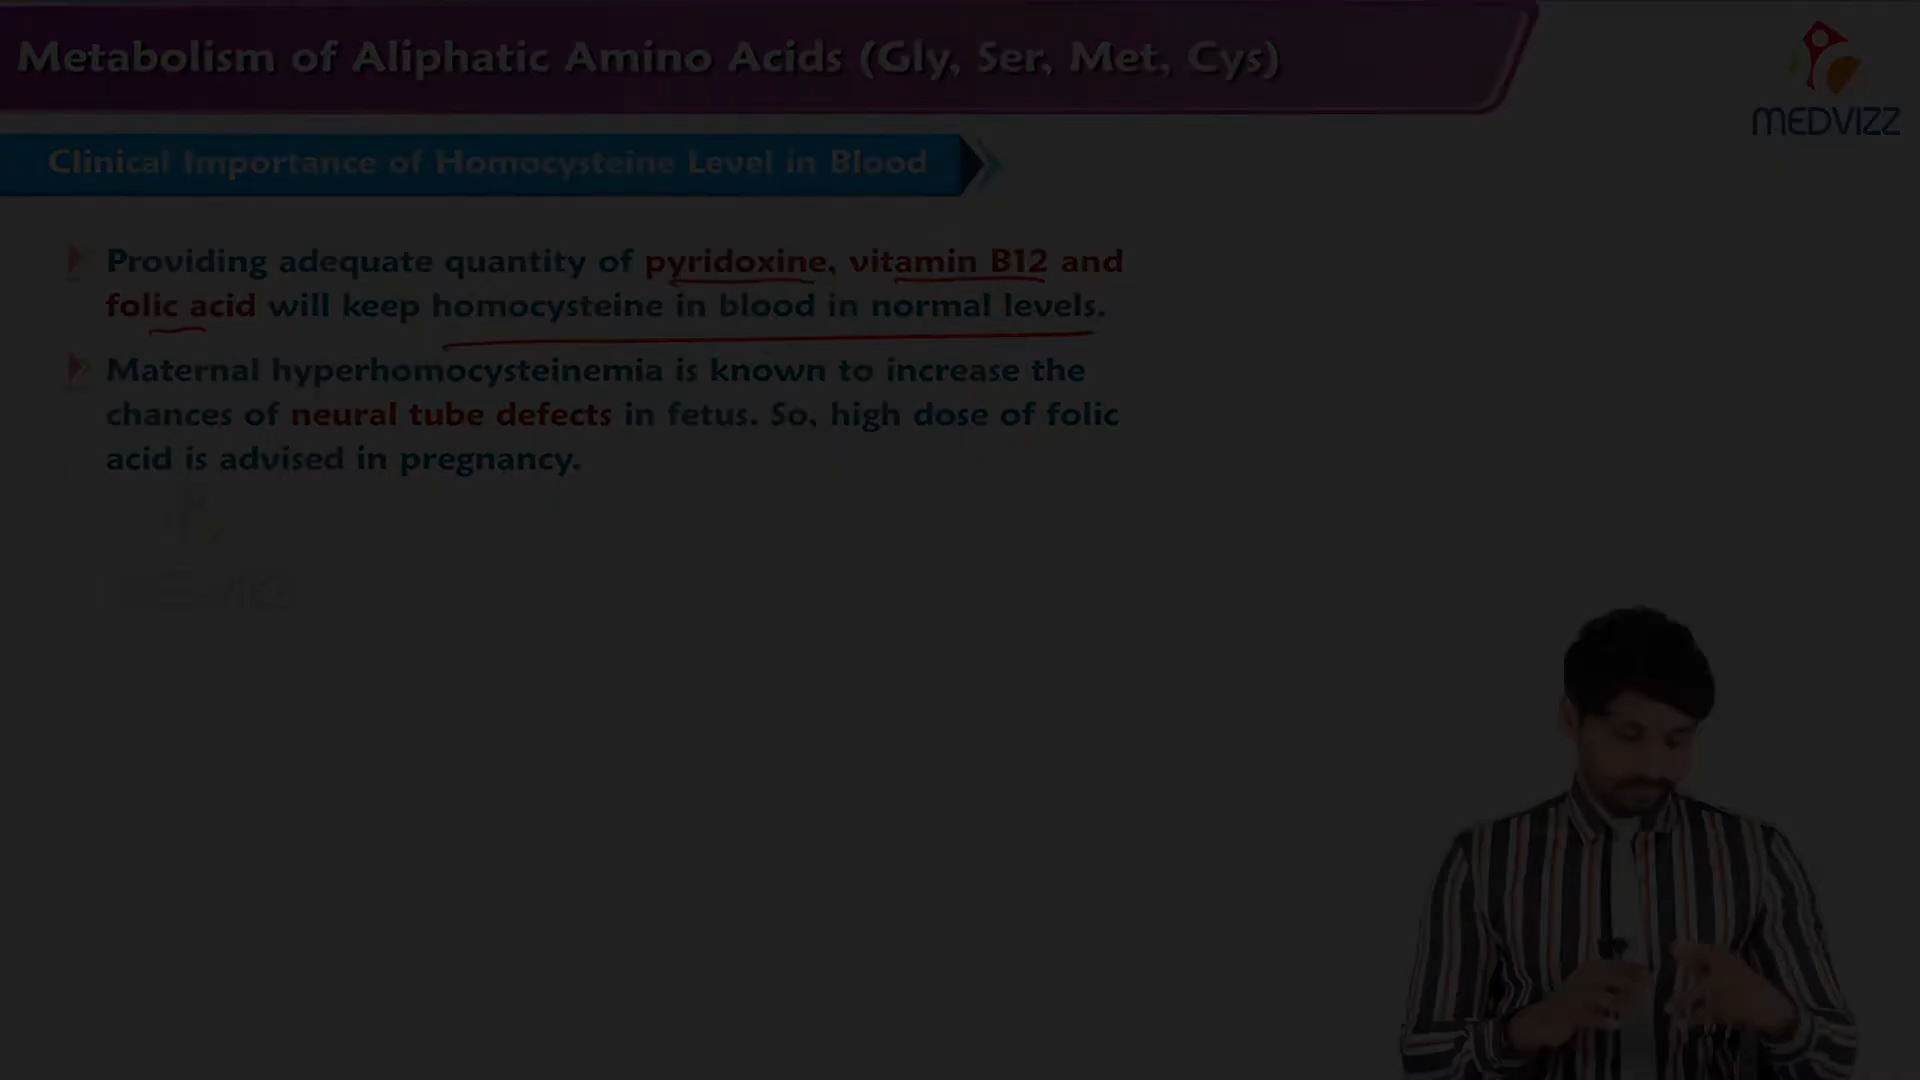 Metabolism of Aliphatic Amino Acids (Gly, Ser, Met, Cys)
MEDVIZZ
Clinical Importance of Homocysteine Level in Blood
Providing adequate quantity of pyridoxine, vitamin B12 and
folic acid will keep homocysteine in blood in normal levels.
Maternal hyperhomocysteinemia is known to increase the
chances of neural tube defects in fetus. So, high dose of folic
acid is advised in pregnancy.